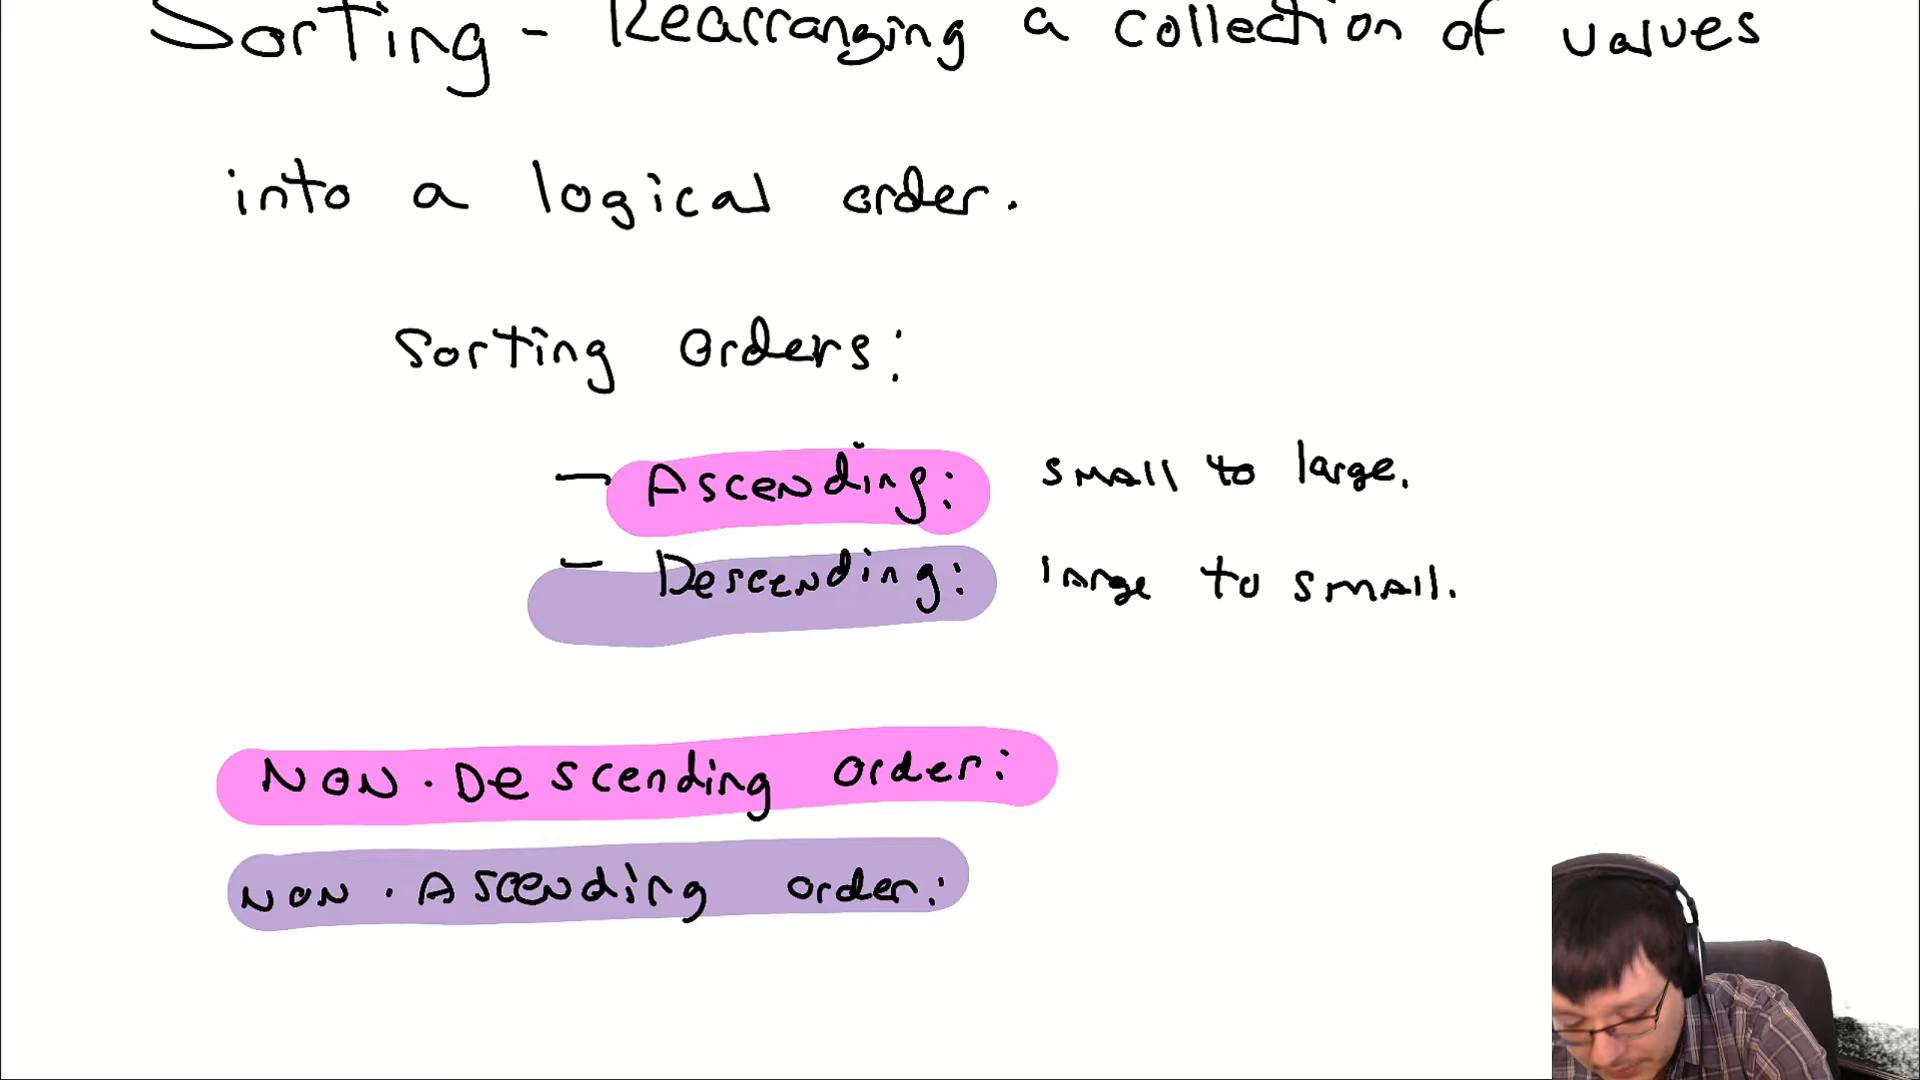 Sorting - Rearranging a collection of values
into a logical order.
Sorting Orders:
- Ascending: small to large.
- Descending: large to small.
Non-Descending order:
Non-Ascending order: